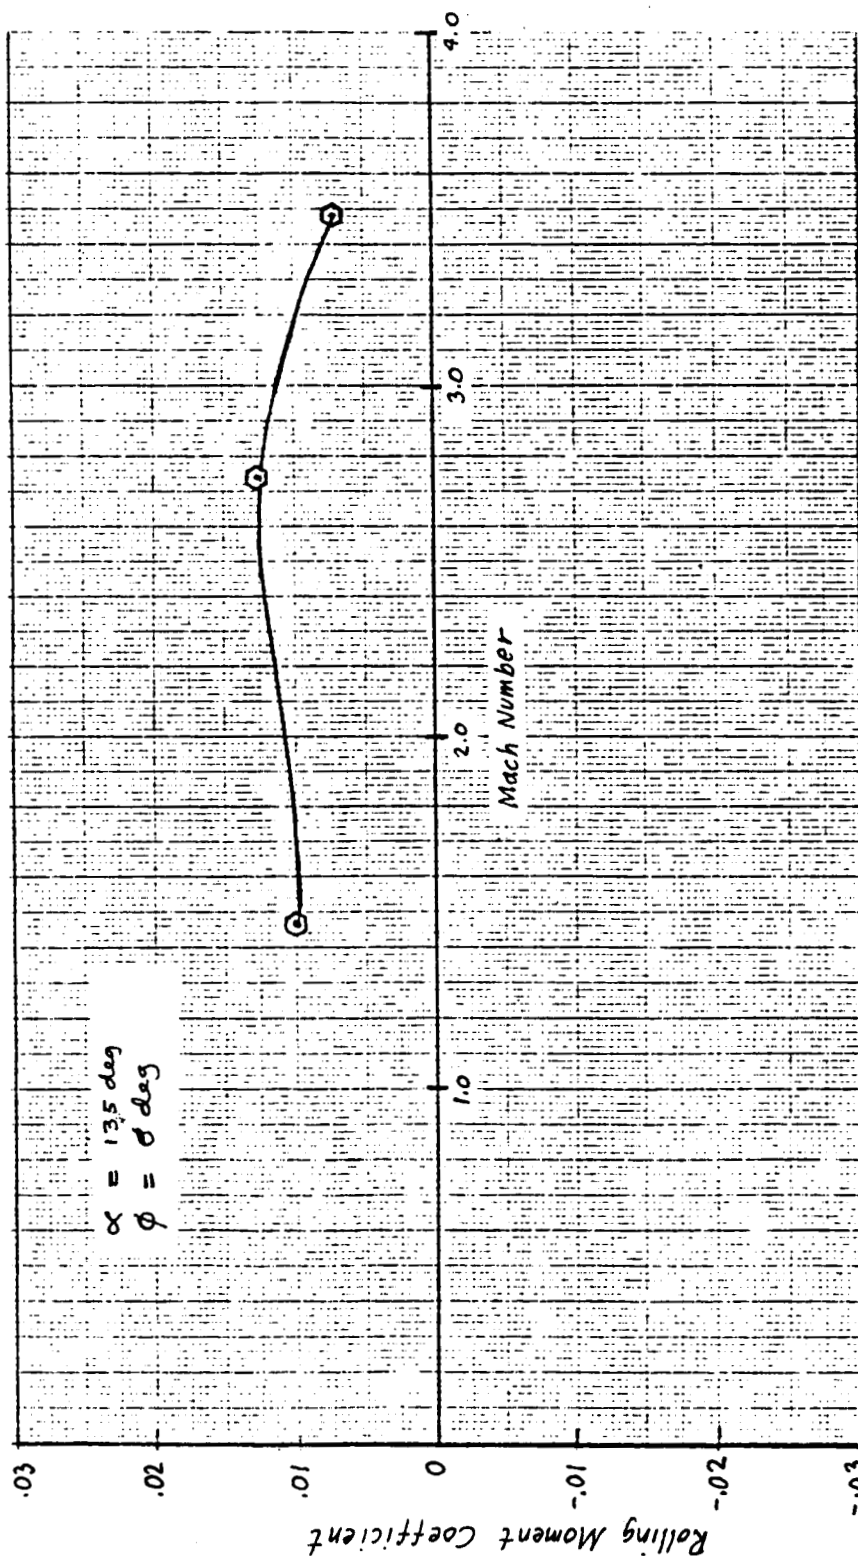 α = 13.5 deg
φ = 0 deg
Rolling Moment Coefficient
.03
.02
.01
0
-.01
-.02
-.03
1.0
2.0
3.0
4.0
Mach Number